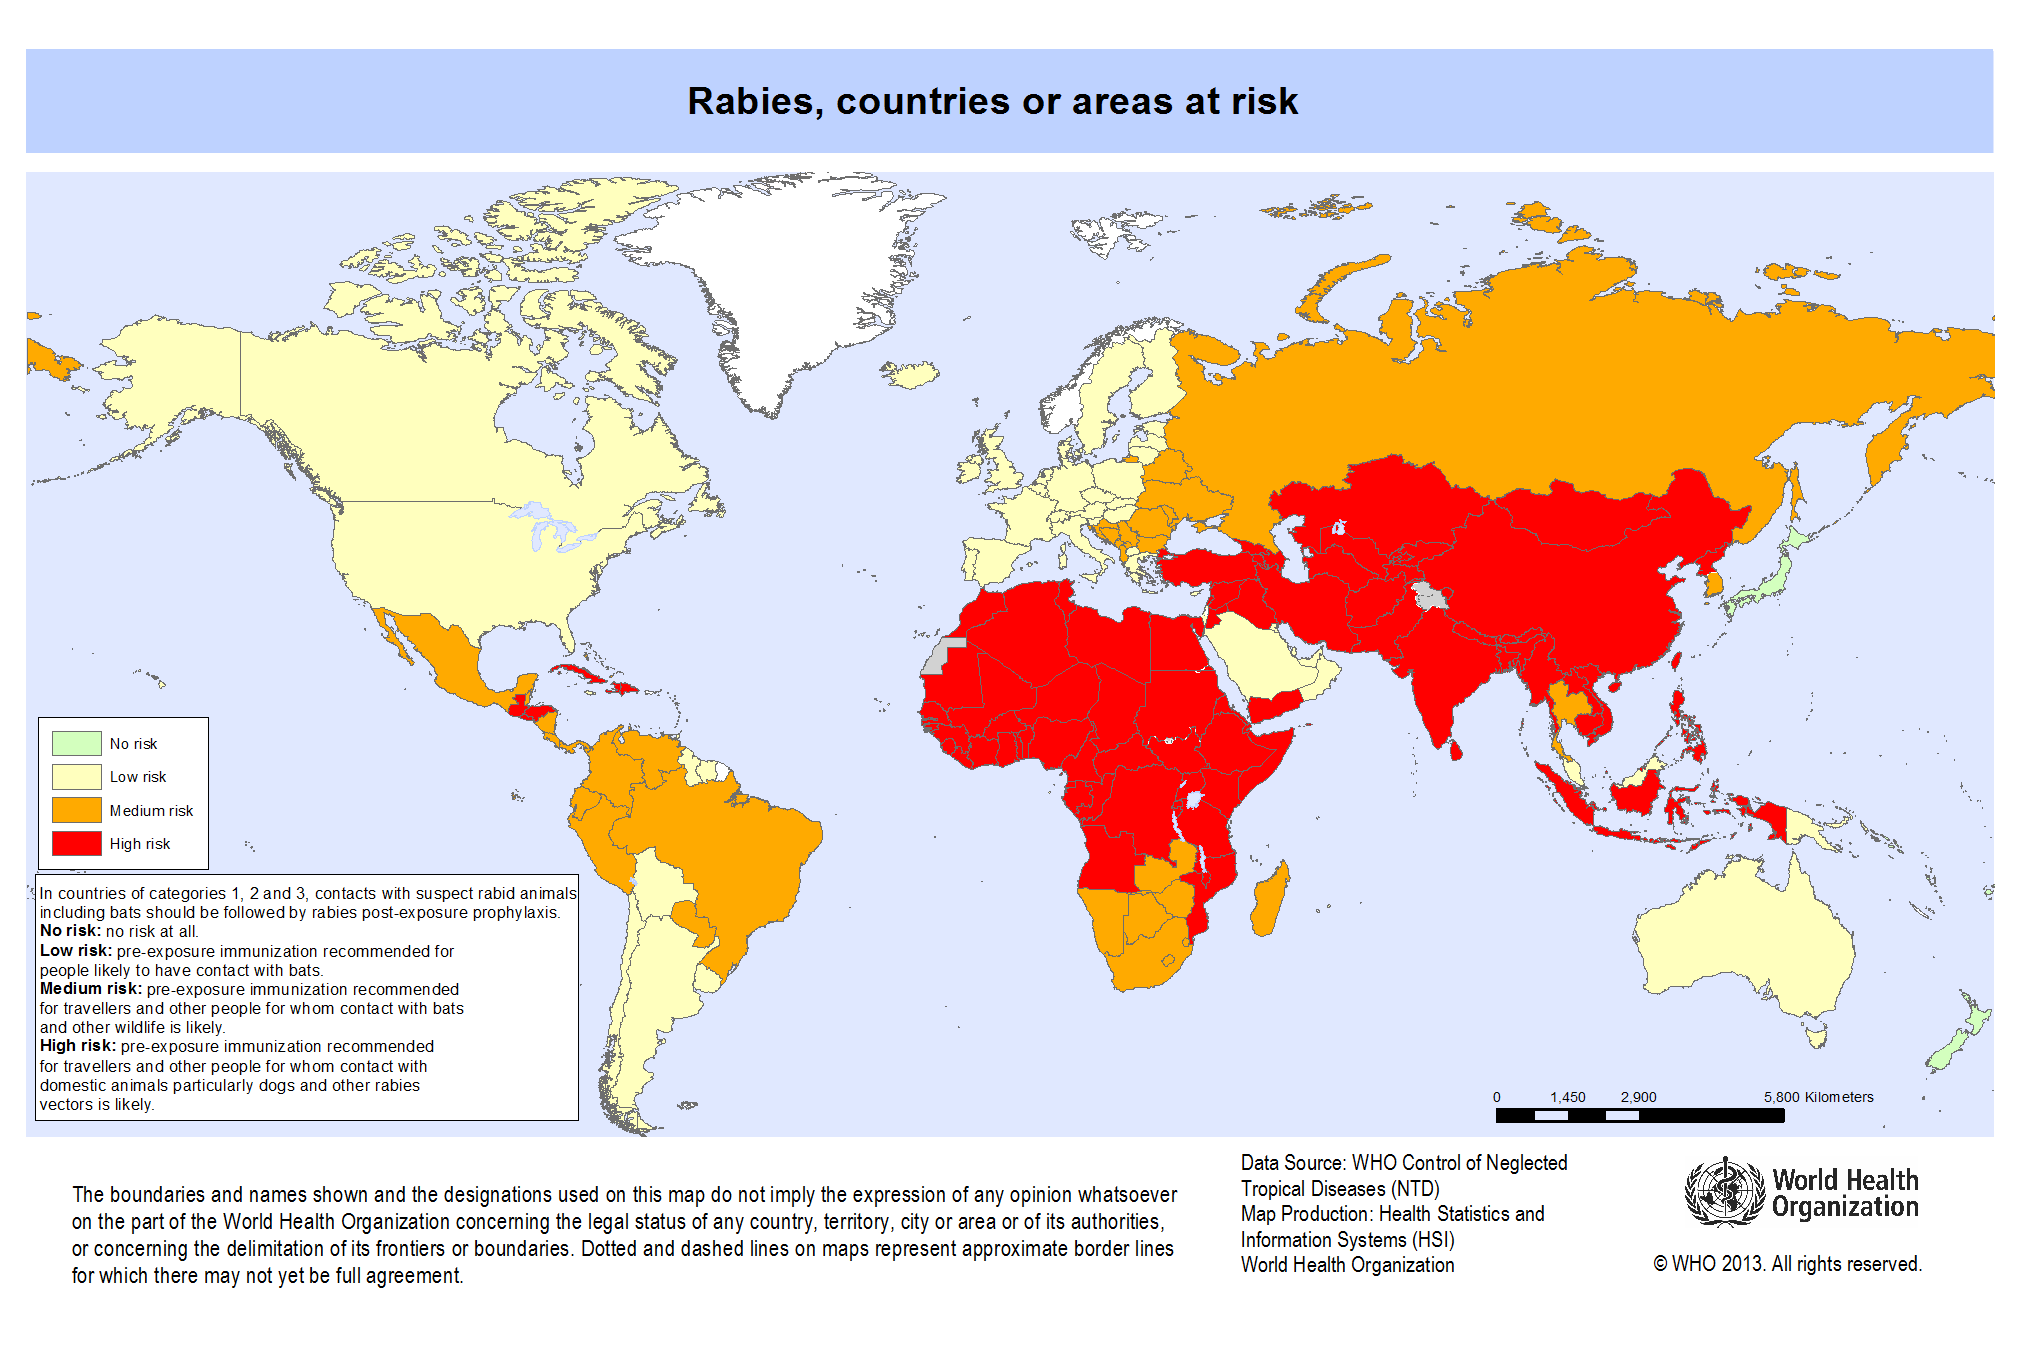 Rabies, countries or areas at risk
No risk
Low risk
Medium risk
High risk
In countries of categories 1, 2 and 3, contacts with suspect rabid animals
including bats should be followed by rabies post-exposure prophylaxis.
No risk: no risk at all.
Low risk: pre-exposure immunization recommended for
people likely to have contact with bats.
Medium risk: pre-exposure immunization recommended
for travellers and other people for whom contact with bats
and other wildlife is likely.
High risk: pre-exposure immunization recommended
for travellers and other people for whom contact with
domestic animals particularly dogs and other rabies
vectors is likely.
0 1,450 2,900 5,800 Kilometers
The boundaries and names shown and the designations used on this map do not imply the expression of any opinion whatsoever
on the part of the World Health Organization concerning the legal status of any country, territory, city or area or of its authorities,
or concerning the delimitation of its frontiers or boundaries. Dotted and dashed lines on maps represent approximate border lines
for which there may not yet be full agreement.
Data Source: WHO Control of Neglected
Tropical Diseases (NTD)
Map Production: Health Statistics and
Information Systems (HSI)
World Health Organization
World Health
Organization
© WHO 2013. All rights reserved.